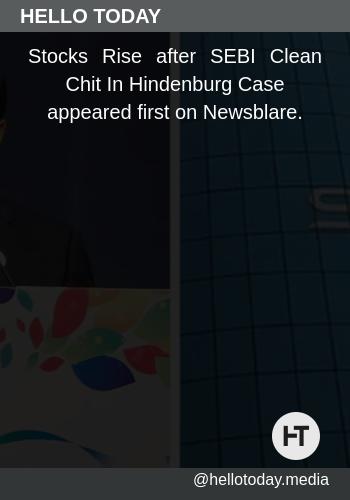 HELLO TODAY
Stocks Rise after SEBI Clean
Chit In Hindenburg Case
appeared first on Newsblare.
HT
@hellotoday.media